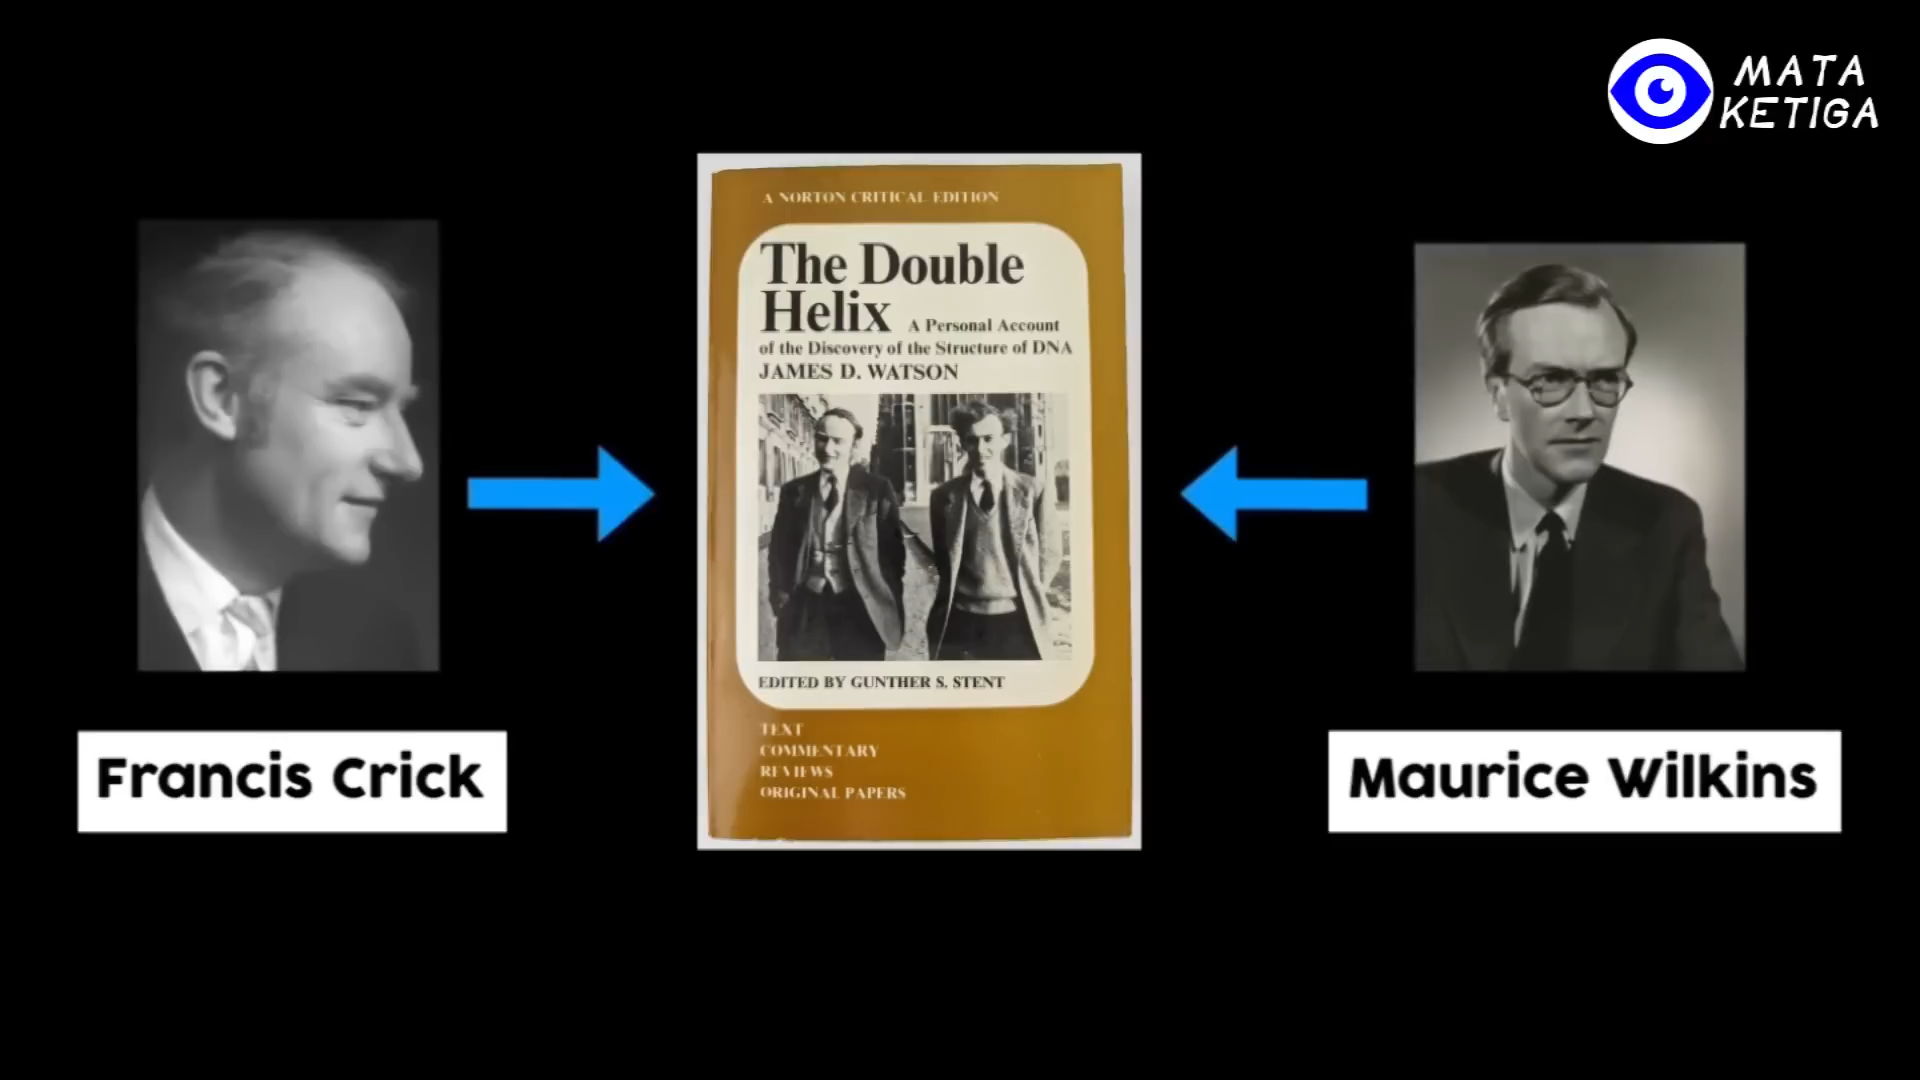 MATA
KETIGA
A NORTON CRITICAL EDITION
The Double
Helix A Personal Account
of the Discovery of the Structure of DNA
JAMES D. WATSON
EDITED BY GUNTHER S. STENT
TEXT
COMMENTARY
REVIEWS
ORIGINAL PAPERS
Francis Crick
Maurice Wilkins